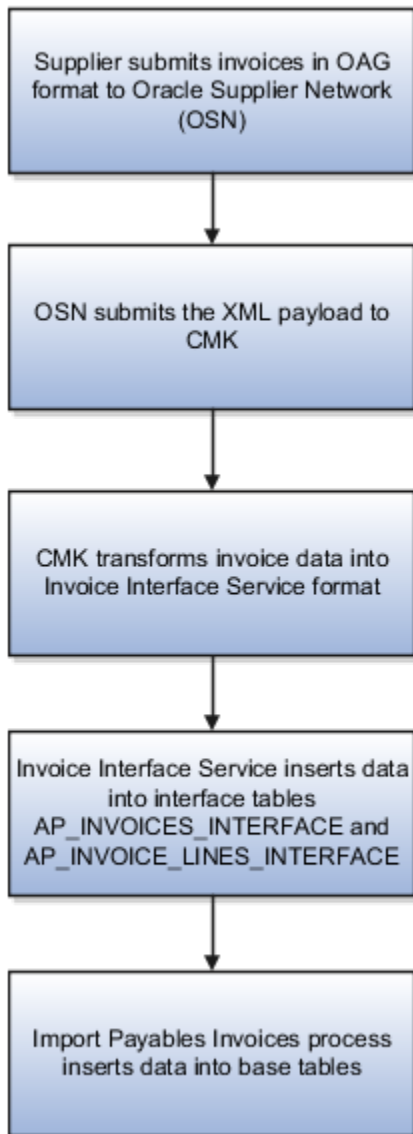 Supplier submits invoices in OAG
format to Oracle Supplier Network
(OSN)
OSN submits the XML payload to
CMK
CMK transforms invoice data into
Invoice Interface Service format
Invoice Interface Service inserts data
into interface tables
AP_INVOICES_INTERFACE and
AP_INVOICE_LINES_INTERFACE
Import Payables Invoices process
inserts data into base tables